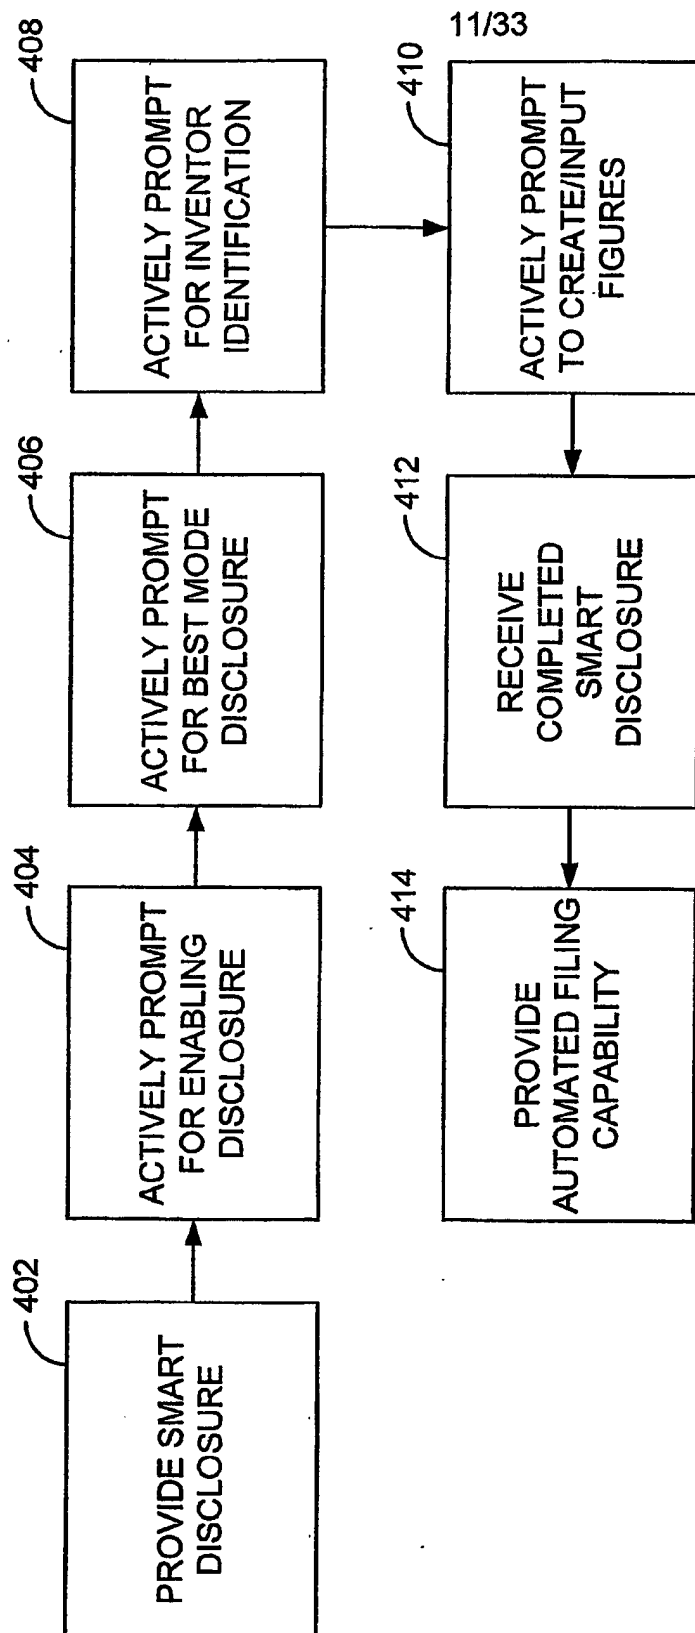 11/33
402
PROVIDE SMART
DISCLOSURE
404
ACTIVELY PROMPT
FOR ENABLING
DISCLOSURE
406
ACTIVELY PROMPT
FOR BEST MODE
DISCLOSURE
408
ACTIVELY PROMPT
FOR INVENTOR
IDENTIFICATION
410
ACTIVELY PROMPT
TO CREATE/INPUT
FIGURES
412
RECEIVE
COMPLETED
SMART
DISCLOSURE
414
PROVIDE
AUTOMATED FILING
CAPABILITY